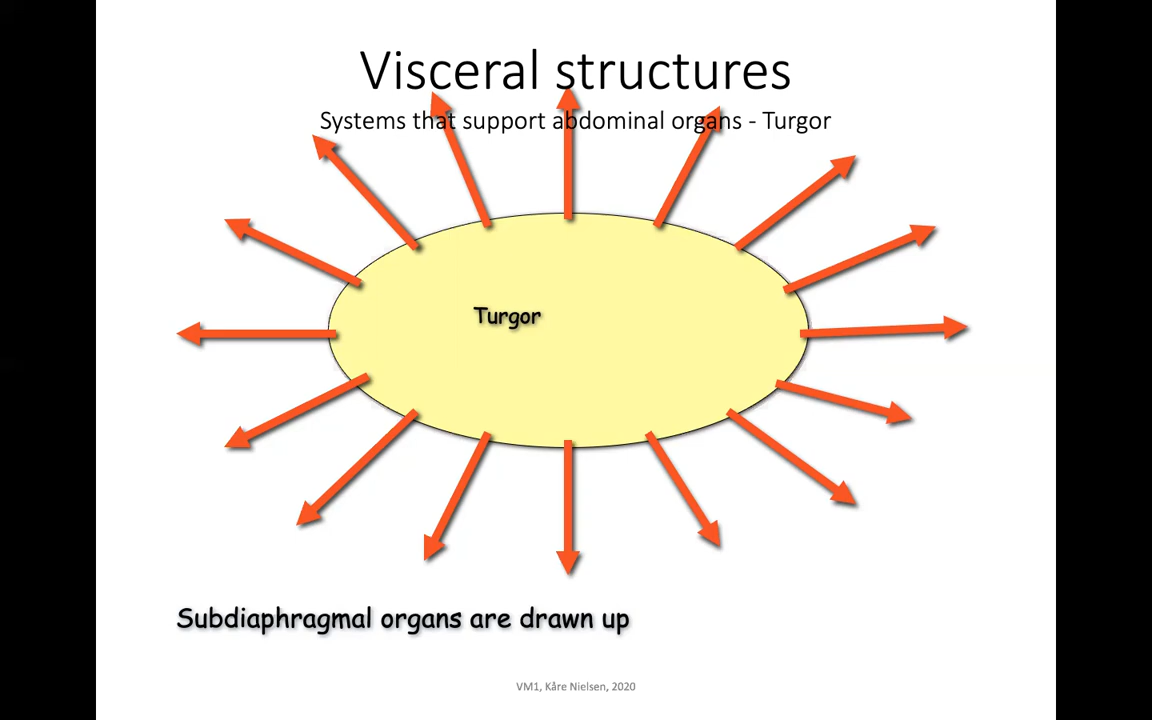 Visceral structures
Systems that support abdominal organs - Turgor
Turgor
Subdiaphragmal organs are drawn up
VM1, Kåre Nielsen, 2020